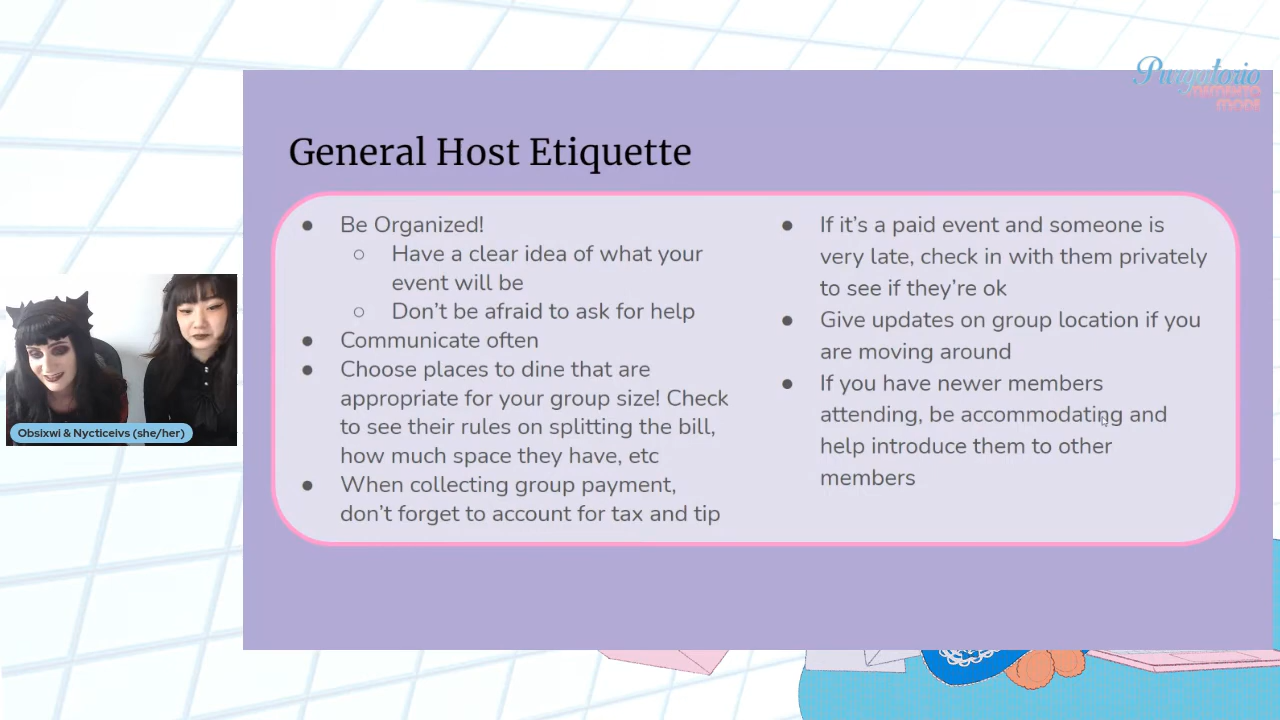 Purgatorio
DEMENTO
MODE
General Host Etiquette
● Be Organized!
○ Have a clear idea of what your
event will be
○ Don't be afraid to ask for help
● Communicate often
● Choose places to dine that are
appropriate for your group size! Check
to see their rules on splitting the bill,
how much space they have, etc
● When collecting group payment,
don't forget to account for tax and tip
● If it's a paid event and someone is
very late, check in with them privately
to see if they're ok
● Give updates on group location if you
are moving around
● If you have newer members
attending, be accommodating and
help introduce them to other
members
Obsixwi & Nycticeivs (she/her)